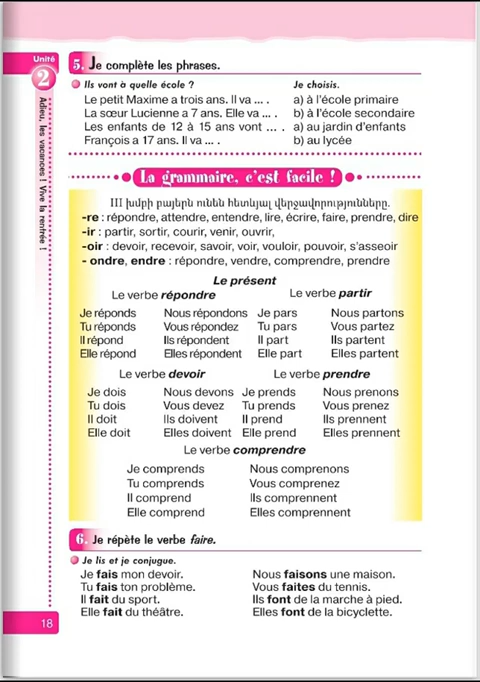 Unité
2
Adieu, les vacances ! Vive la rentrée !
5. Je complète les phrases.
Ils vont à quelle école ? Je choisis.
Le petit Maxime a trois ans. Il va ... . a) à l'école primaire
La sœur Lucienne a 7 ans. Elle va ... . b) à l'école secondaire
Les enfants de 12 à 15 ans vont ... . a) au jardin d'enfants
François a 17 ans. Il va ... . b) au lycée
La grammaire, c'est facile !
III խմբի բայերն ունեն հետևյալ վերջավորությունները.
-re : répondre, attendre, entendre, lire, écrire, faire, prendre, dire
-ir : partir, sortir, courir, venir, ouvrir,
-oir : devoir, recevoir, savoir, voir, vouloir, pouvoir, s'asseoir
- ondre, endre : répondre, vendre, comprendre, prendre
Le présent
Le verbe répondre Le verbe partir
Je réponds Nous répondons Je pars Nous partons
Tu réponds Vous répondez Tu pars Vous partez
Il répond Ils répondent Il part Ils partent
Elle répond Elles répondent Elle part Elles partent
Le verbe devoir Le verbe prendre
Je dois Nous devons Je prends Nous prenons
Tu dois Vous devez Tu prends Vous prenez
Il doit Ils doivent Il prend Ils prennent
Elle doit Elles doivent Elle prend Elles prennent
Le verbe comprendre
Je comprends Nous comprenons
Tu comprends Vous comprenez
Il comprend Ils comprennent
Elle comprend Elles comprennent
6. Je répète le verbe faire.
Je lis et je conjugue.
Je fais mon devoir. Nous faisons une maison.
Tu fais ton problème. Vous faites du tennis.
Il fait du sport. Ils font de la marche à pied.
Elle fait du théâtre. Elles font de la bicyclette.
18